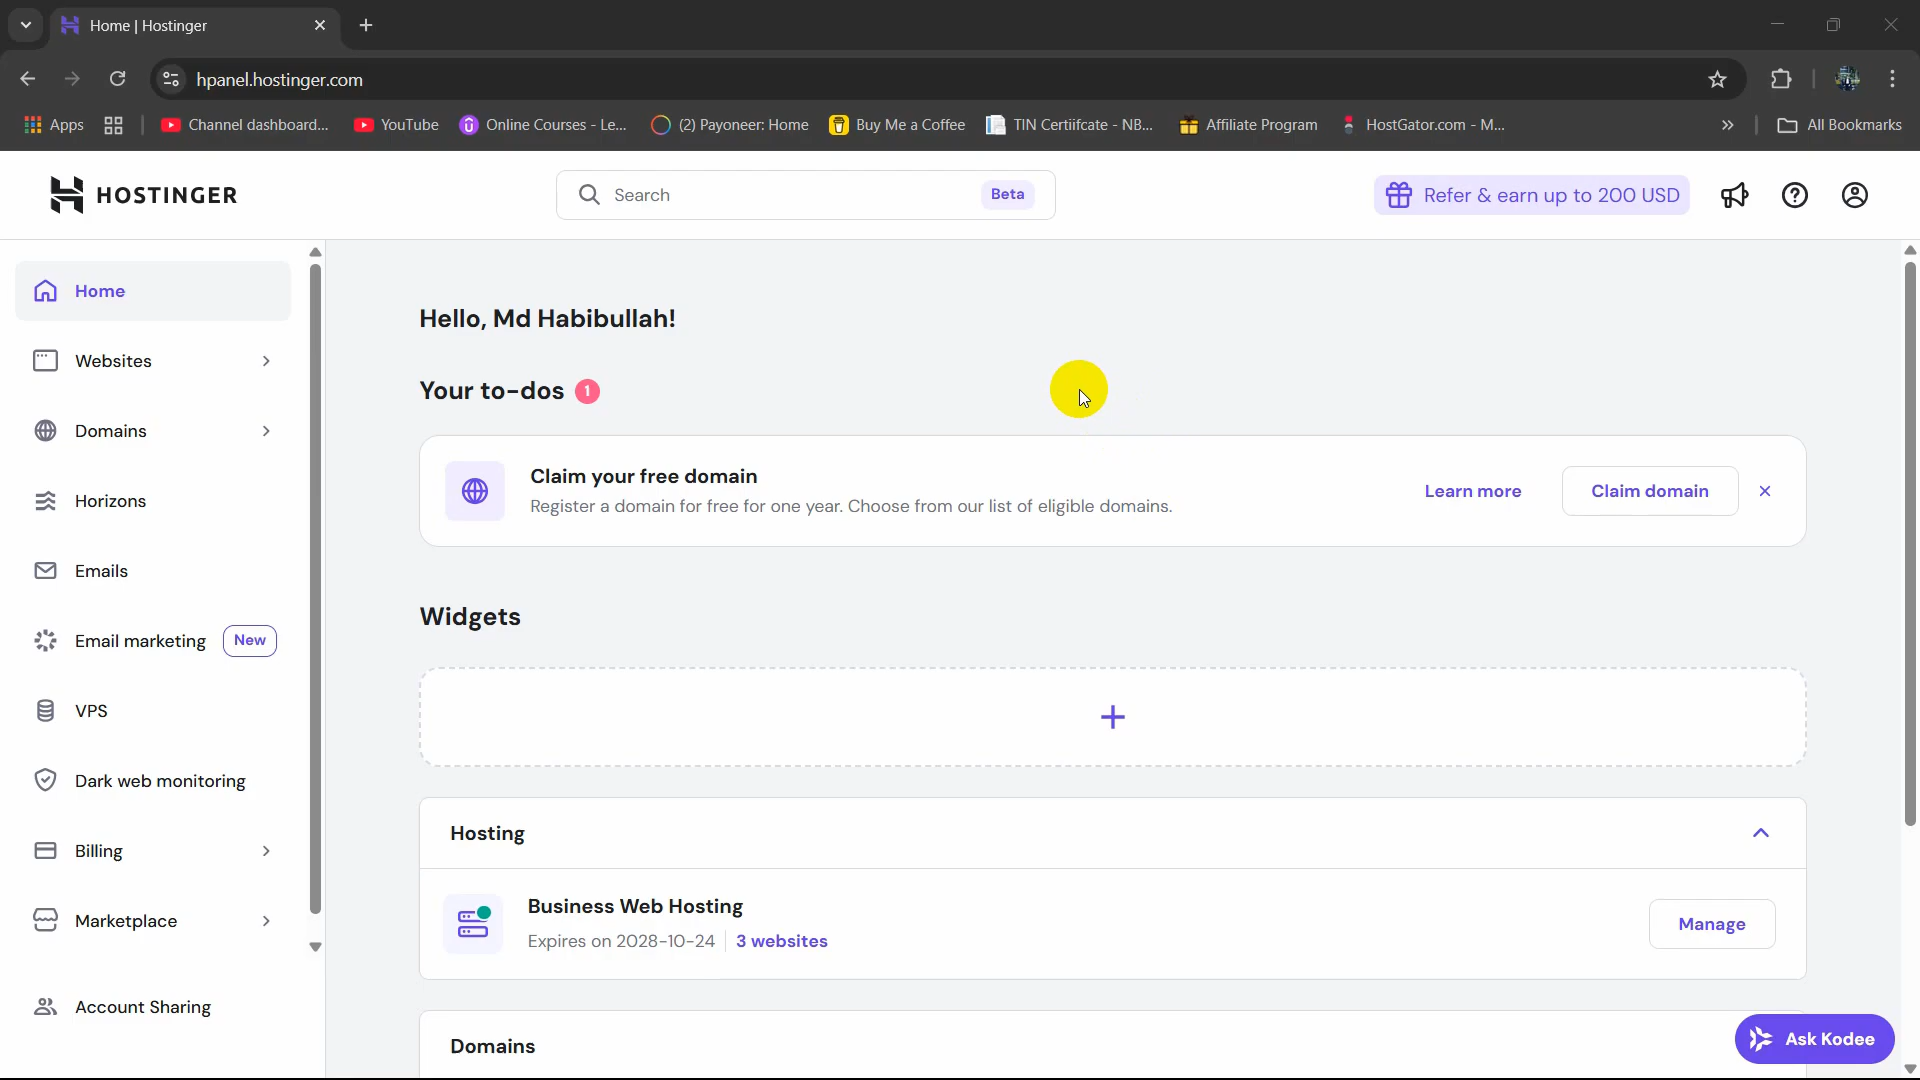 Home | Hostinger
hpanel.hostinger.com
Apps
Channel dashboard...
YouTube
Online Courses - Le...
(2) Payoneer: Home
Buy Me a Coffee
TIN Certiifcate - NB...
Affiliate Program
HostGator.com - M...
All Bookmarks
HOSTINGER
Search
Beta
Refer & earn up to 200 USD
Home
Websites
Domains
Horizons
Emails
Email marketing New
VPS
Dark web monitoring
Billing
Marketplace
Account Sharing
Hello, Md Habibullah!
Your to-dos 1
Claim your free domain
Register a domain for free for one year. Choose from our list of eligible domains.
Learn more
Claim domain
Widgets
Hosting
Business Web Hosting
Expires on 2028-10-24 3 websites
Manage
Domains
Ask Kodee